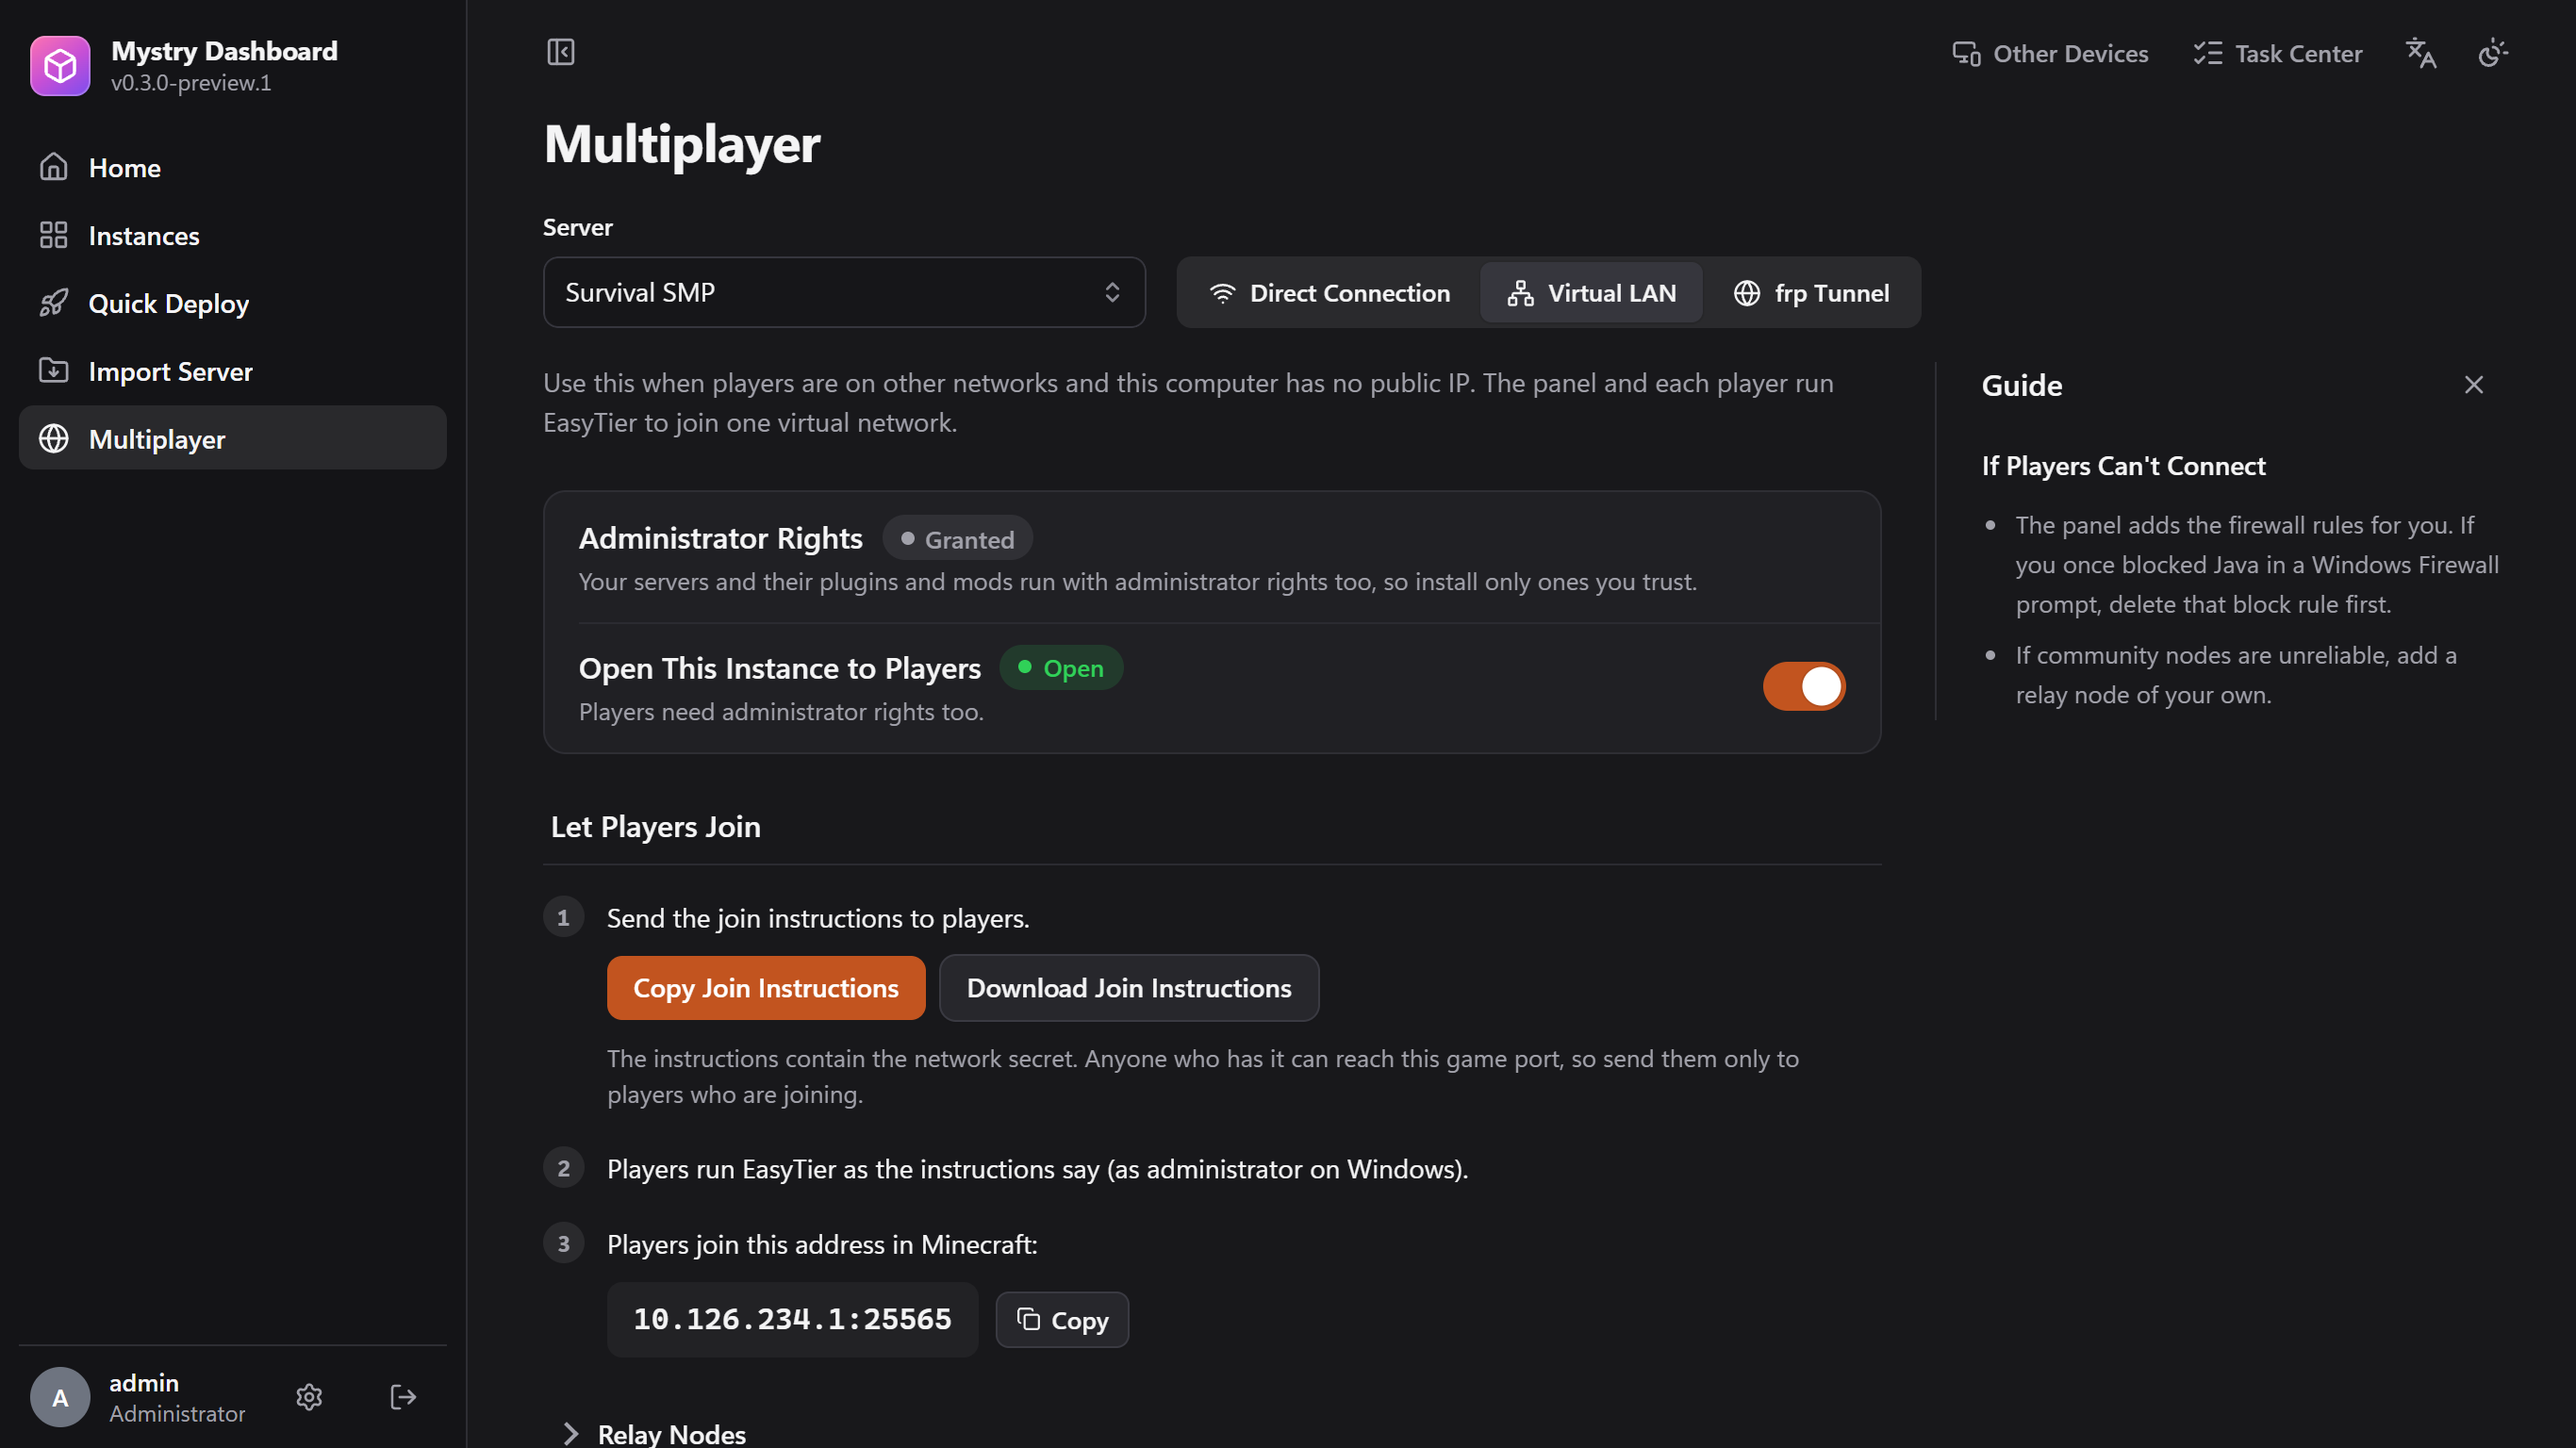 Mystry Dashboard
v0.3.0-preview.1
Home
Instances
Quick Deploy
Import Server
Multiplayer
admin
Administrator
A
Other Devices
Task Center
Multiplayer
Server
Survival SMP
Direct Connection
Virtual LAN
frp Tunnel
Use this when players are on other networks and this computer has no public IP. The panel and each player run
EasyTier to join one virtual network.
Administrator Rights
Granted
Your servers and their plugins and mods run with administrator rights too, so install only ones you trust.
Open This Instance to Players
Open
Players need administrator rights too.
Let Players Join
1
Send the join instructions to players.
Copy Join Instructions
Download Join Instructions
The instructions contain the network secret. Anyone who has it can reach this game port, so send them only to
players who are joining.
2
Players run EasyTier as the instructions say (as administrator on Windows).
3
Players join this address in Minecraft:
10.126.234.1:25565
Copy
Relay Nodes
Guide
If Players Can't Connect
The panel adds the firewall rules for you. If
you once blocked Java in a Windows Firewall
prompt, delete that block rule first.
If community nodes are unreliable, add a
relay node of your own.